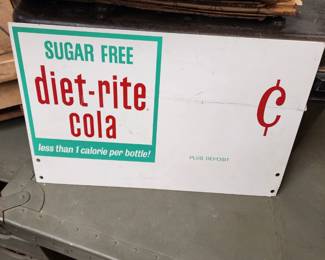 SUGAR FREE
diet-rite
cola
less than 1 calorie per bottle!
¢
PLUS DEPOSIT